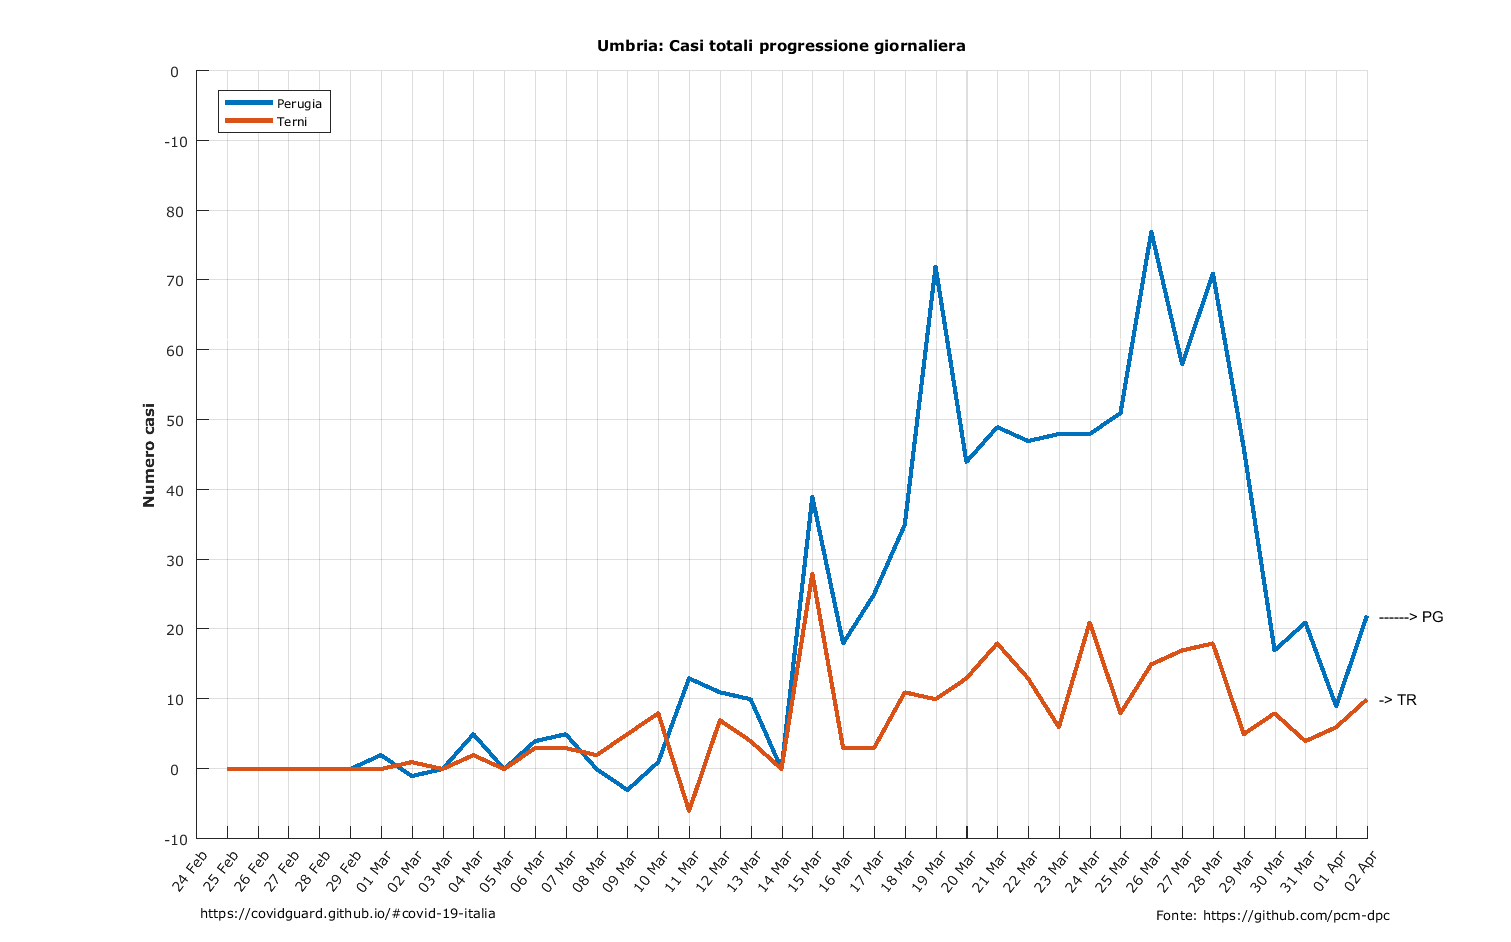 Umbria: Casi totali progressione giornaliera
Perugia
Terni
0
-10
80
70
60
50
40
30
20
10
0
-10
Numero casi
24 Feb
25 Feb
26 Feb
27 Feb
28 Feb
29 Feb
01 Mar
02 Mar
03 Mar
04 Mar
05 Mar
06 Mar
07 Mar
08 Mar
09 Mar
10 Mar
11 Mar
12 Mar
13 Mar
14 Mar
15 Mar
16 Mar
17 Mar
18 Mar
19 Mar
20 Mar
21 Mar
22 Mar
23 Mar
24 Mar
25 Mar
26 Mar
27 Mar
28 Mar
29 Mar
30 Mar
31 Mar
01 Apr
02 Apr
------> PG
-> TR
https://covidguard.github.io/#covid-19-italia
Fonte: https://github.com/pcm-dpc